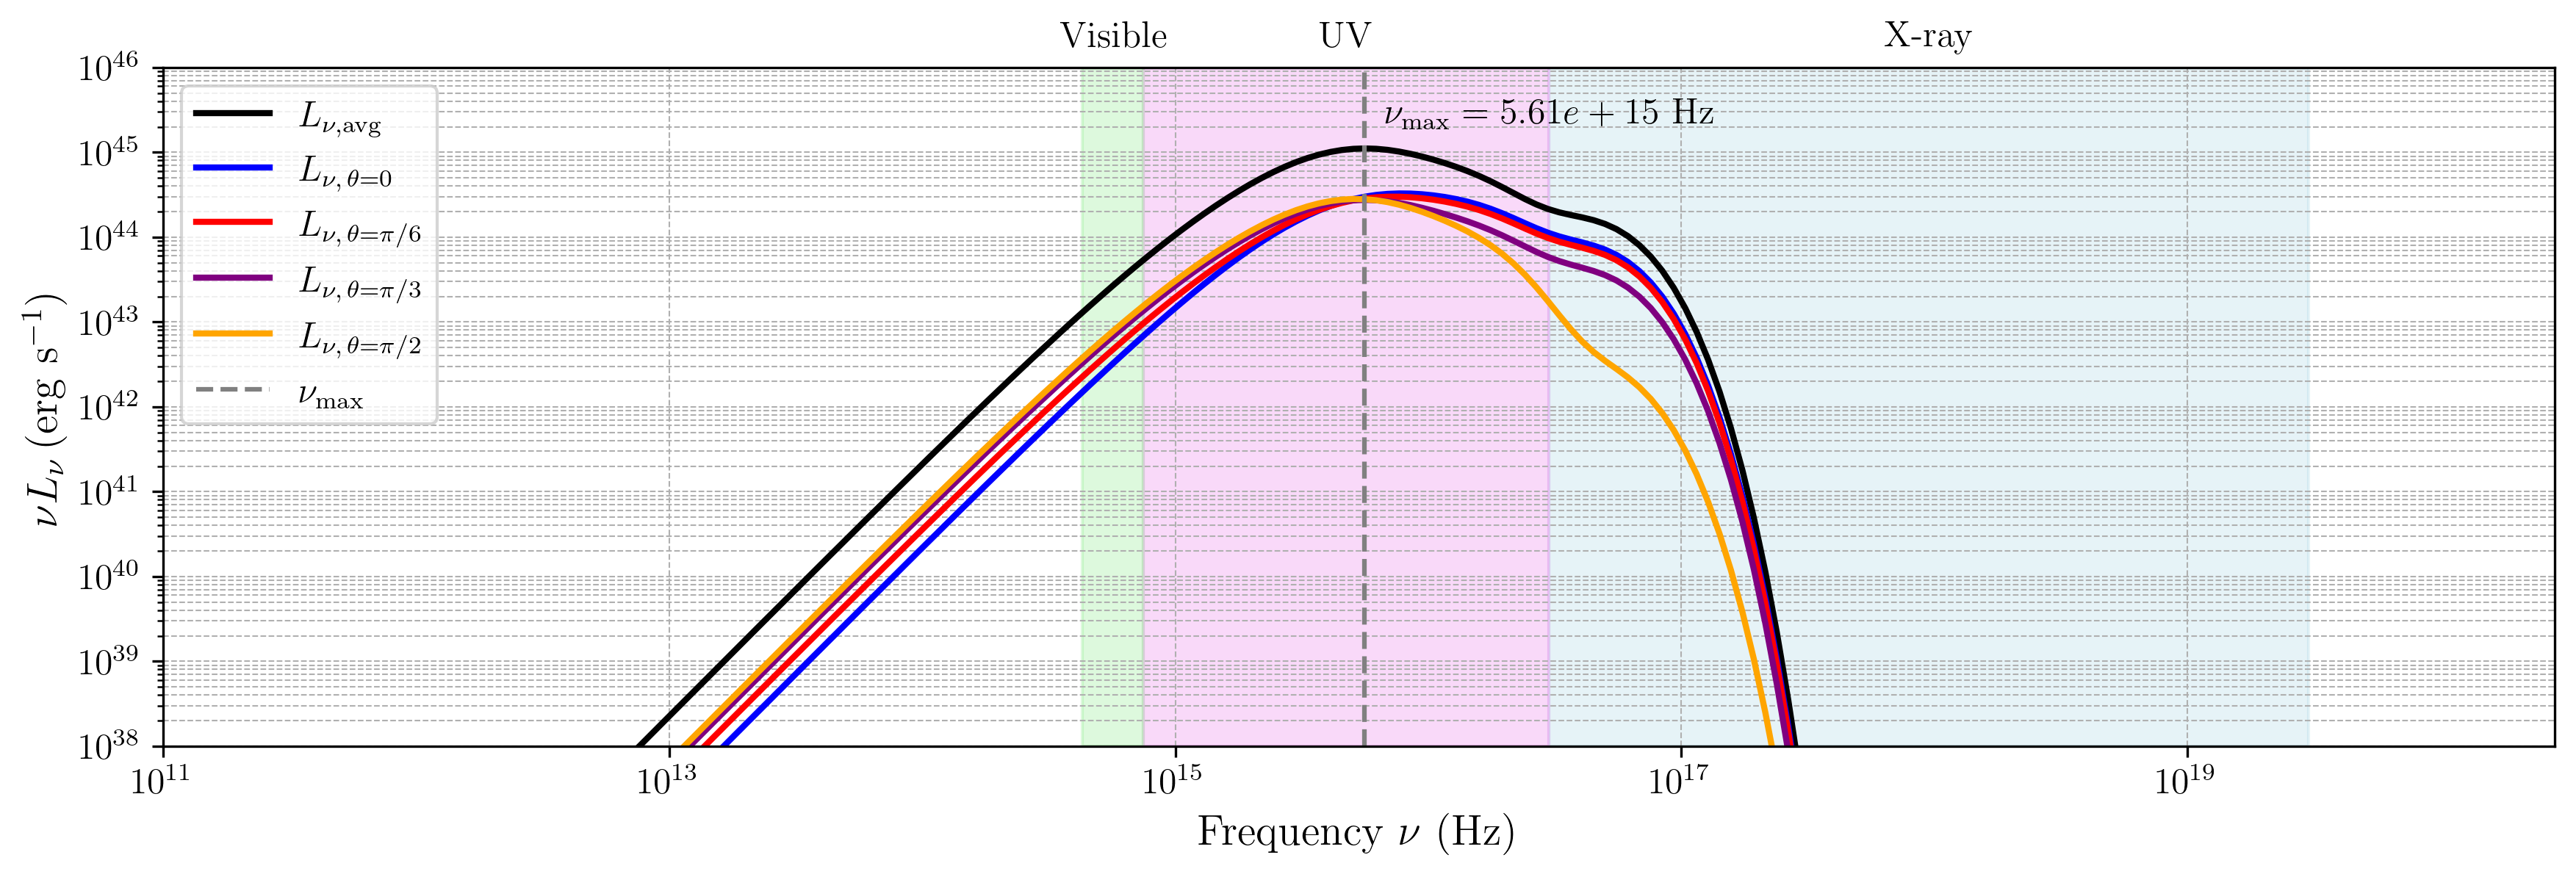 Visible UV X-ray
10^46
10^45
10^44
10^43
10^42
10^41
10^40
10^39
10^38
νL_ν (erg s^−1)
L_ν,avg
L_ν, θ=0
L_ν, θ=π/6
L_ν, θ=π/3
L_ν, θ=π/2
ν_max
ν_max = 5.61e + 15 Hz
10^11 10^13 10^15 10^17 10^19
Frequency ν (Hz)